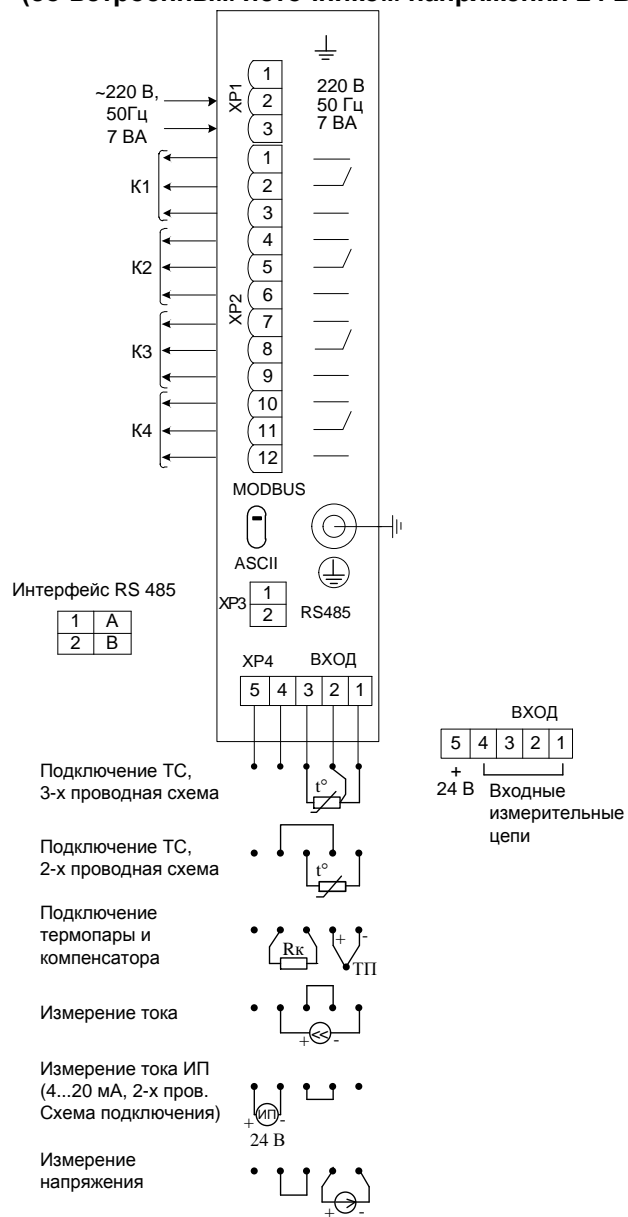 220 В
50 Гц
7 ВА
~220 В,
50Гц
7 ВА
XP1
1
2
3
К1
К2
К3
К4
XP2
1
2
3
4
5
6
7
8
9
10
11
12
MODBUS
ASCII
Интерфейс RS 485
1 A
2 B
XP3
1
2
RS485
XP4 ВХОД
5 4 3 2 1
ВХОД
5 4 3 2 1
+
24 В
Входные
измерительные
цепи
Подключение ТС,
3-х проводная схема
t°
Подключение ТС,
2-х проводная схема
t°
Подключение
термопары и
компенсатора
Rк
+ -
ТП
Измерение тока
+ -
Измерение тока ИП
(4...20 мА, 2-х пров.
Схема подключения)
+ ИП -
24 В
Измерение
напряжения
+ -